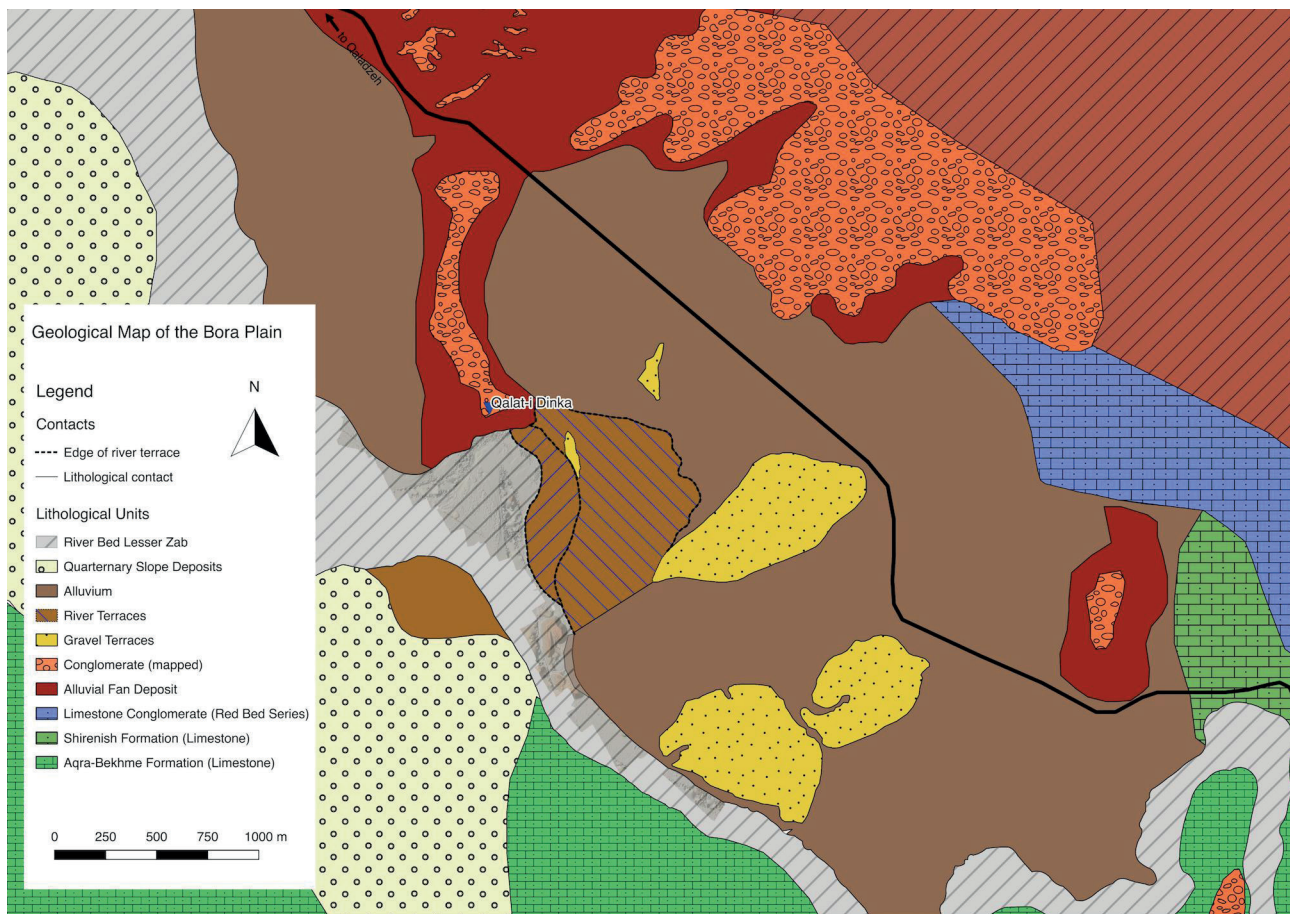 to Qaladzeh
Qalat-i Dinka
Geological Map of the Bora Plain
Legend
N
Contacts
Edge of river terrace
Lithological contact
Lithological Units
River Bed Lesser Zab
Quarternary Slope Deposits
Alluvium
River Terraces
Gravel Terraces
Conglomerate (mapped)
Alluvial Fan Deposit
Limestone Conglomerate (Red Bed Series)
Shirenish Formation (Limestone)
Aqra-Bekhme Formation (Limestone)
0 250 500 750 1000 m